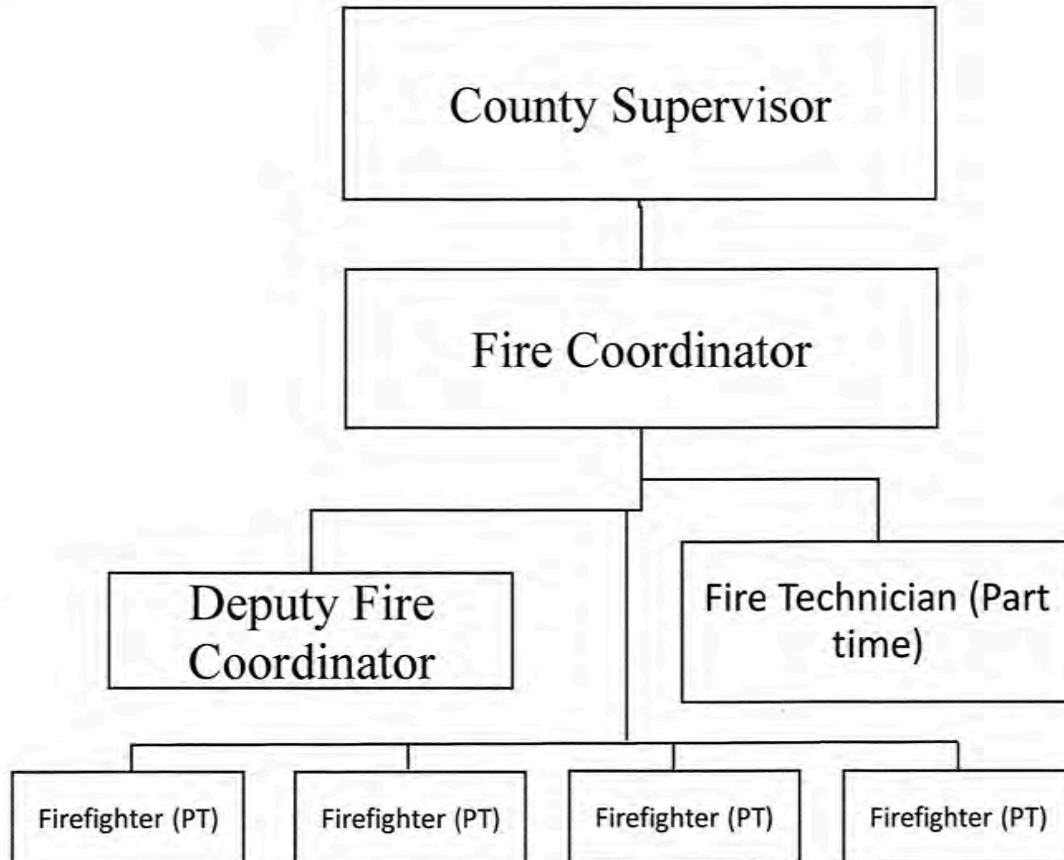 County Supervisor
Fire Coordinator
Deputy Fire
Coordinator
Fire Technician (Part
time)
Firefighter (PT)
Firefighter (PT)
Firefighter (PT)
Firefighter (PT)